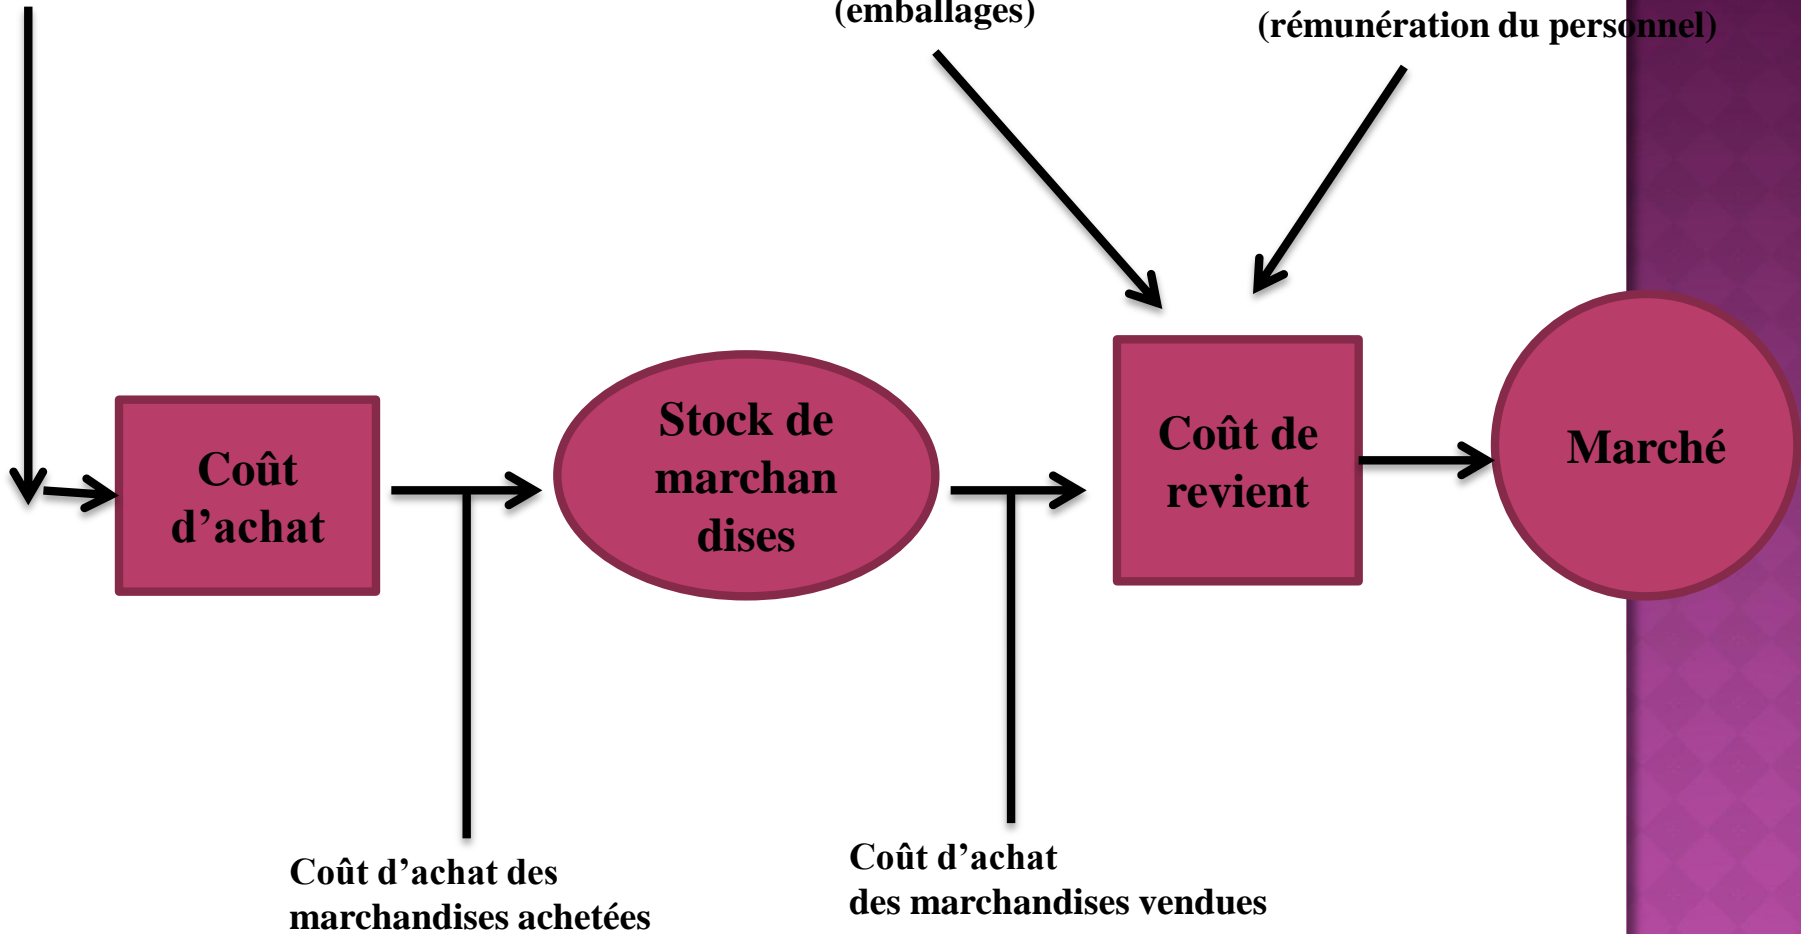 (emballages)
(rémunération du personnel)
Coût
d’achat
Stock de
marchan
dises
Coût de
revient
Marché
Coût d’achat des
marchandises achetées
Coût d’achat
des marchandises vendues